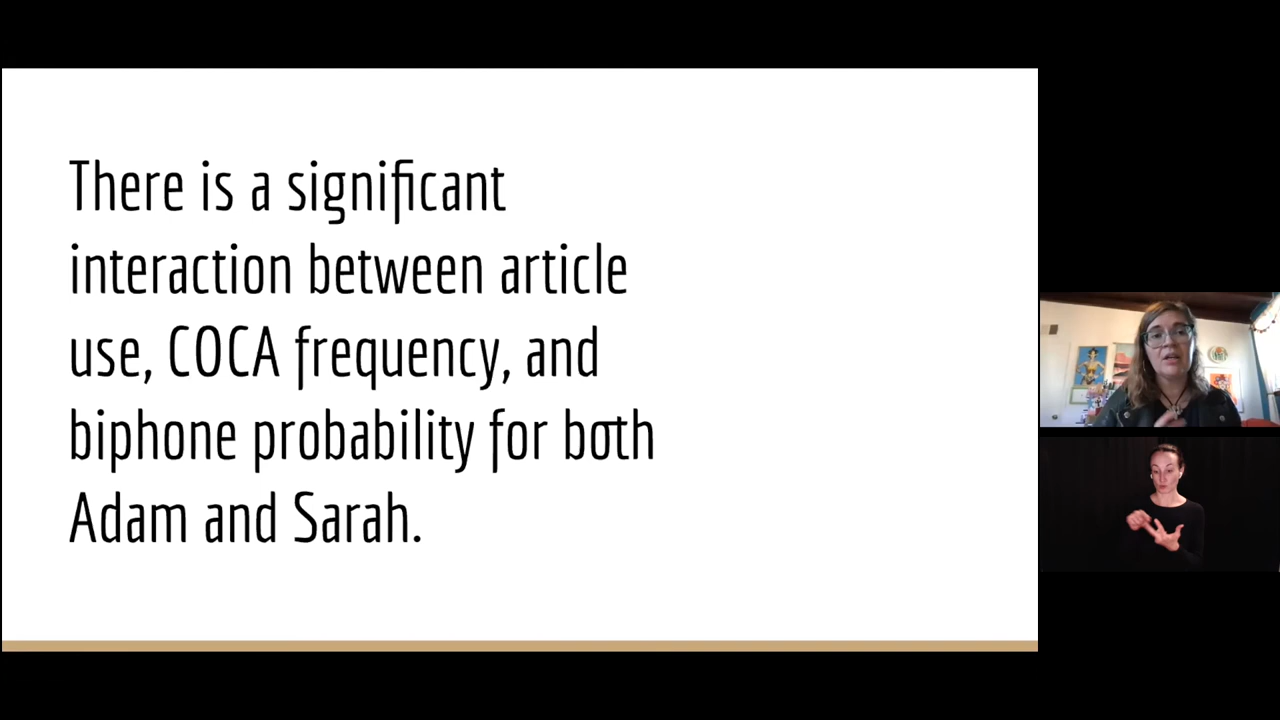 There is a significant
interaction between article
use, COCA frequency, and
biphone probability for both
Adam and Sarah.